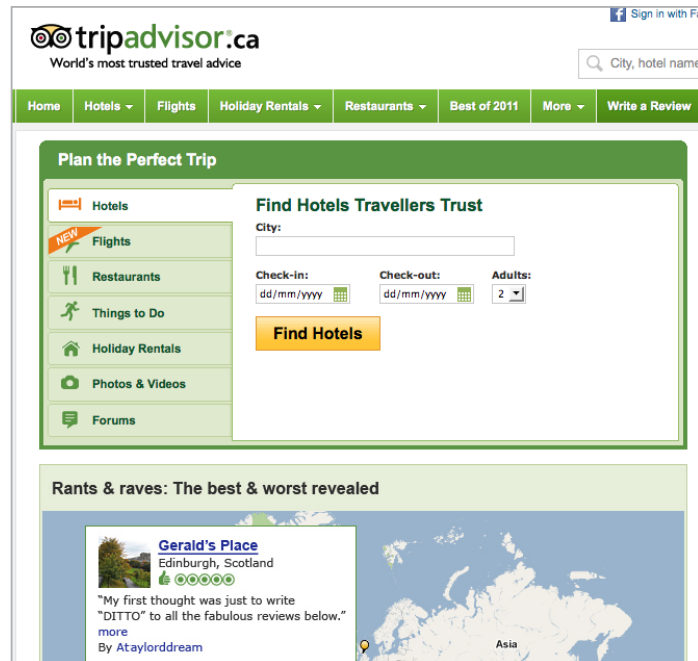 Sign in with Fa
tripadvisor.ca
World's most trusted travel advice
City, hotel name
Home Hotels Flights Holiday Rentals Restaurants Best of 2011 More Write a Review
Plan the Perfect Trip
Hotels
NEW
Flights
Restaurants
Things to Do
Holiday Rentals
Photos & Videos
Forums
Find Hotels Travellers Trust
City:
Check-in: Check-out: Adults:
dd/mm/yyyy dd/mm/yyyy 2
Find Hotels
Rants & raves: The best & worst revealed
Gerald's Place
Edinburgh, Scotland
"My first thought was just to write
"DITTO" to all the fabulous reviews below."
more
By Ataylorddream
Asia